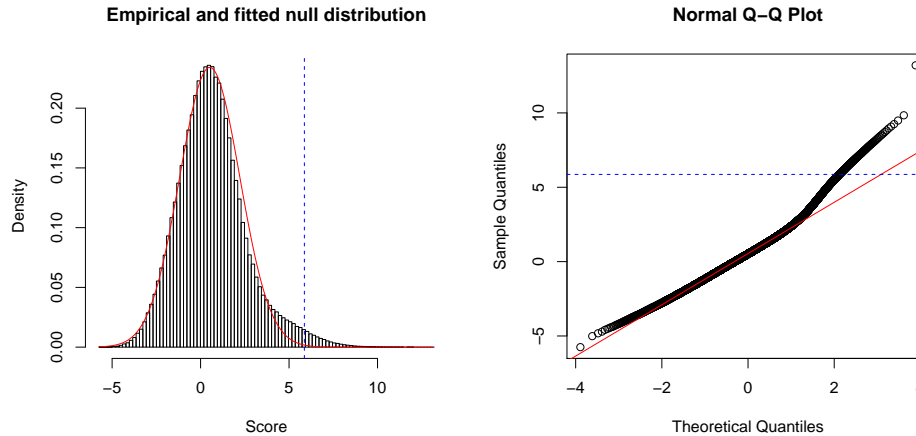 Empirical and fitted null distribution
Density
0.00 0.05 0.10 0.15 0.20
−5 0 5 10
Score
Normal Q−Q Plot
Sample Quantiles
−5 0 5 10
−4 −2 0 2
Theoretical Quantiles